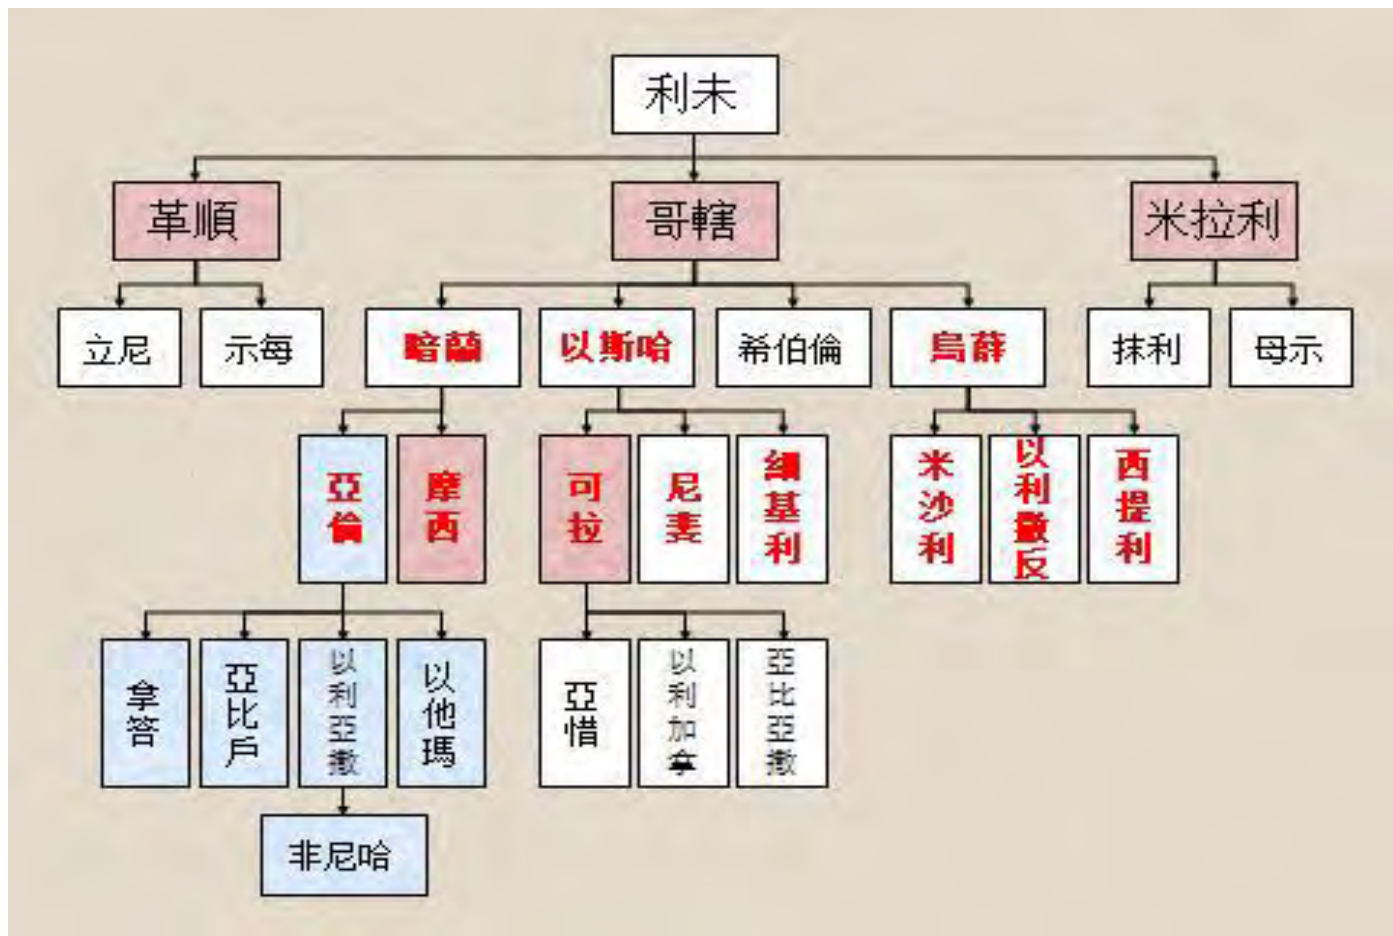 利未
革順
哥轄
米拉利
立尼
示每
暗蘭
以斯哈
希伯倫
烏薛
抹利
母示
亞倫
摩西
可拉
尼斐
細基利
米沙利
以利撒反
西提利
拿答
亞比戶
以利亞撒
以他瑪
亞惜
以利加拿
亞比亞撒
非尼哈